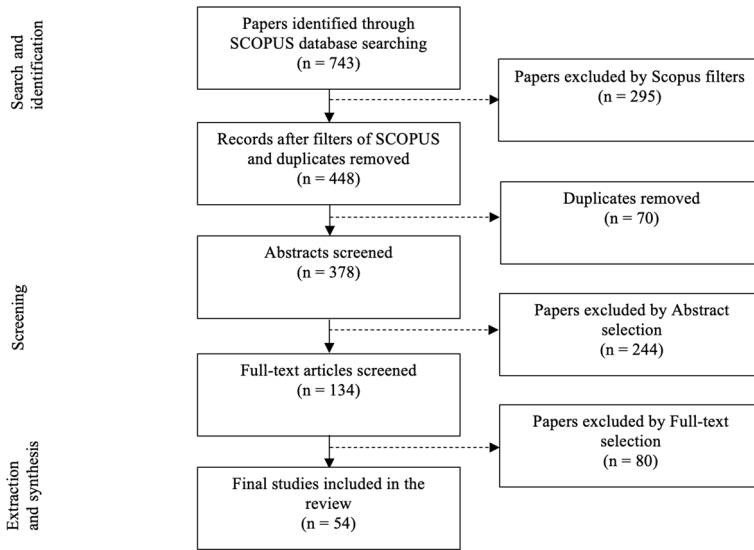 Search and
identification
Papers identified through
SCOPUS database searching
(n = 743)
Papers excluded by Scopus filters
(n = 295)
Records after filters of SCOPUS
and duplicates removed
(n = 448)
Duplicates removed
(n = 70)
Screening
Abstracts screened
(n = 378)
Papers excluded by Abstract
selection
(n = 244)
Full-text articles screened
(n = 134)
Papers excluded by Full-text
selection
(n = 80)
Extraction
and synthesis
Final studies included in the
review
(n = 54)